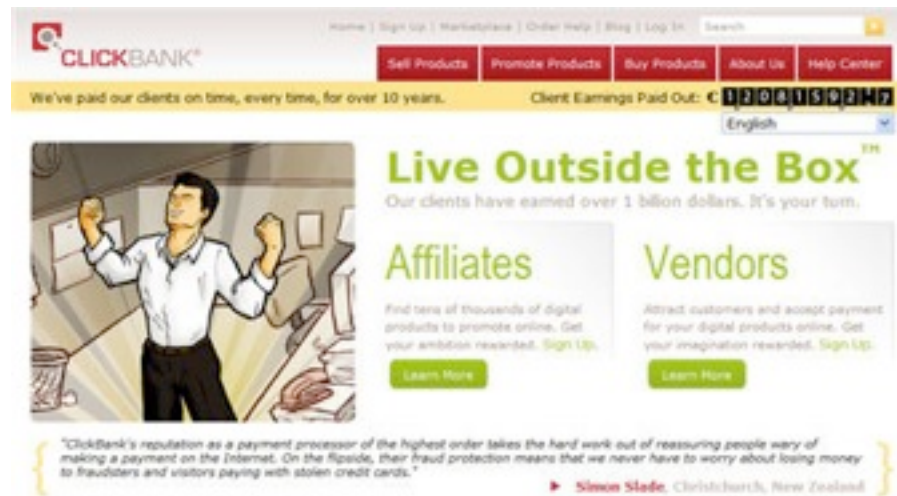 Home | Sign Up | Marketplace | Order Help | Blog | Log In
Search
CLICKBANK®
Sell Products
Promote Products
Buy Products
About Us
Help Center
We've paid our clients on time, every time, for over 10 years.
Client Earnings Paid Out: €
English
Live Outside the Box™
Our clients have earned over 1 billion dollars. It's your turn.
Affiliates
Find tens of thousands of digital
products to promote online. Get
your ambition rewarded. Sign Up.
Learn More
Vendors
Attract customers and accept payment
for your digital products online. Get
your imagination rewarded. Sign Up.
Learn More
"ClickBank's reputation as a payment processor of the highest order takes the hard work out of reassuring people wary of
making a payment on the Internet. On the flipside, their fraud protection means that we never have to worry about losing money
to fraudsters and visitors paying with stolen credit cards."
Simon Slade, Christchurch, New Zealand